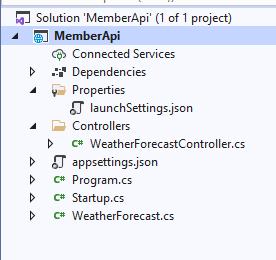 Solution 'MemberApi' (1 of 1 project)
MemberApi
Connected Services
Dependencies
Properties
launchSettings.json
Controllers
C# WeatherForecastController.cs
appsettings.json
C# Program.cs
C# Startup.cs
C# WeatherForecast.cs